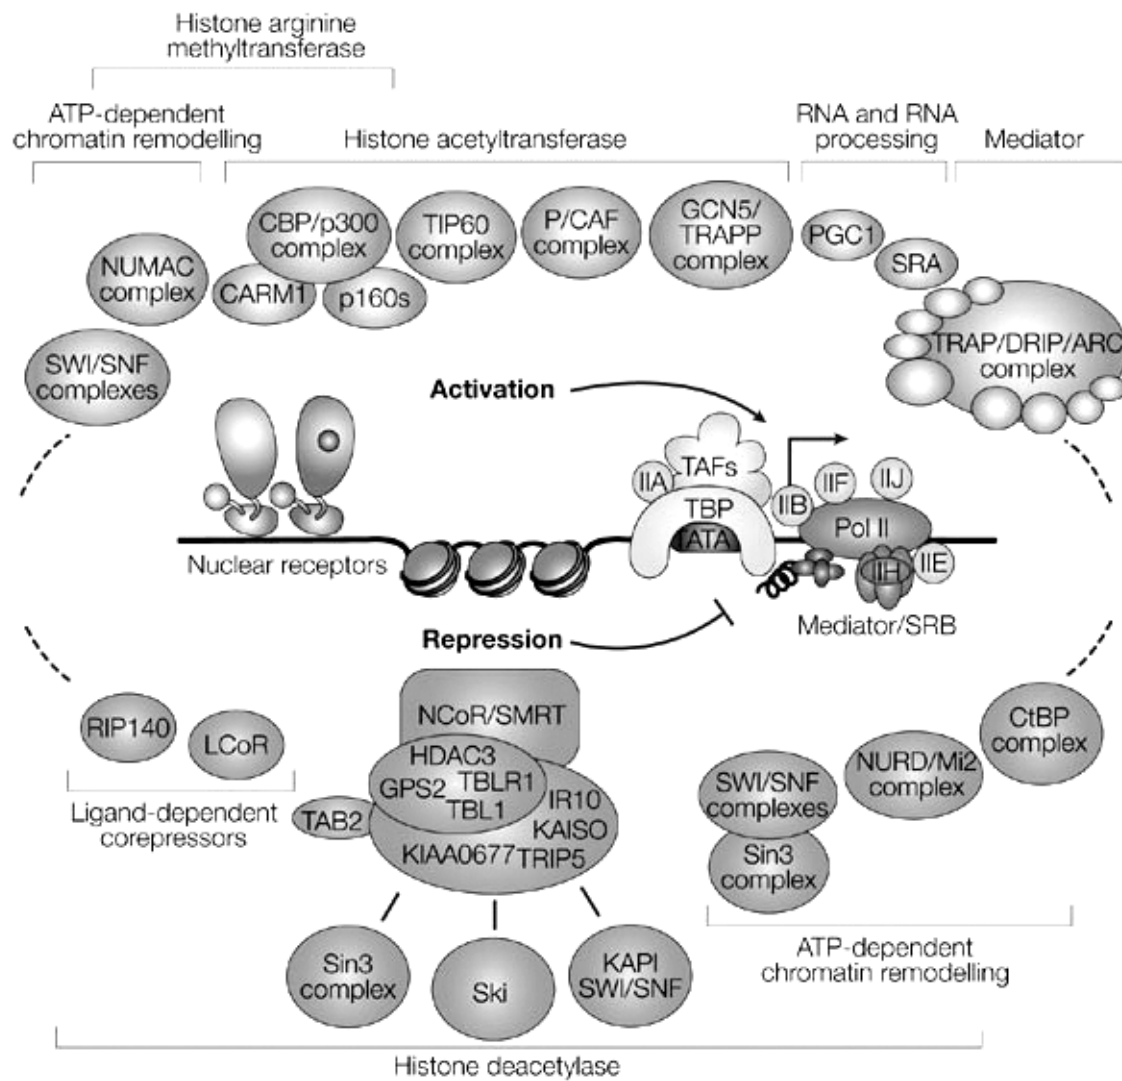 Histone arginine
methyltransferase
ATP-dependent
chromatin remodelling
Histone acetyltransferase
RNA and RNA
processing
Mediator
CBP/p300
complex
TIP60
complex
P/CAF
complex
GCN5/
TRAPP
complex
PGC1
SRA
NUMAC
complex
CARM1
p160s
SWI/SNF
complexes
TRAP/DRIP/ARC
complex
Activation
TAFs
IIA
TBP
TATA
IIB
IIF
IIJ
Pol II
IIH
IIE
Nuclear receptors
Mediator/SRB
Repression
NCoR/SMRT
RIP140
LCoR
HDAC3
GPS2
TBLR1
TBL1
IR10
TAB2
KAISO
KIAA0677
TRIP5
CtBP
complex
NURD/Mi2
complex
SWI/SNF
complexes
Sin3
complex
Ligand-dependent
corepressors
Sin3
complex
Ski
KAPI
SWI/SNF
ATP-dependent
chromatin remodelling
Histone deacetylase